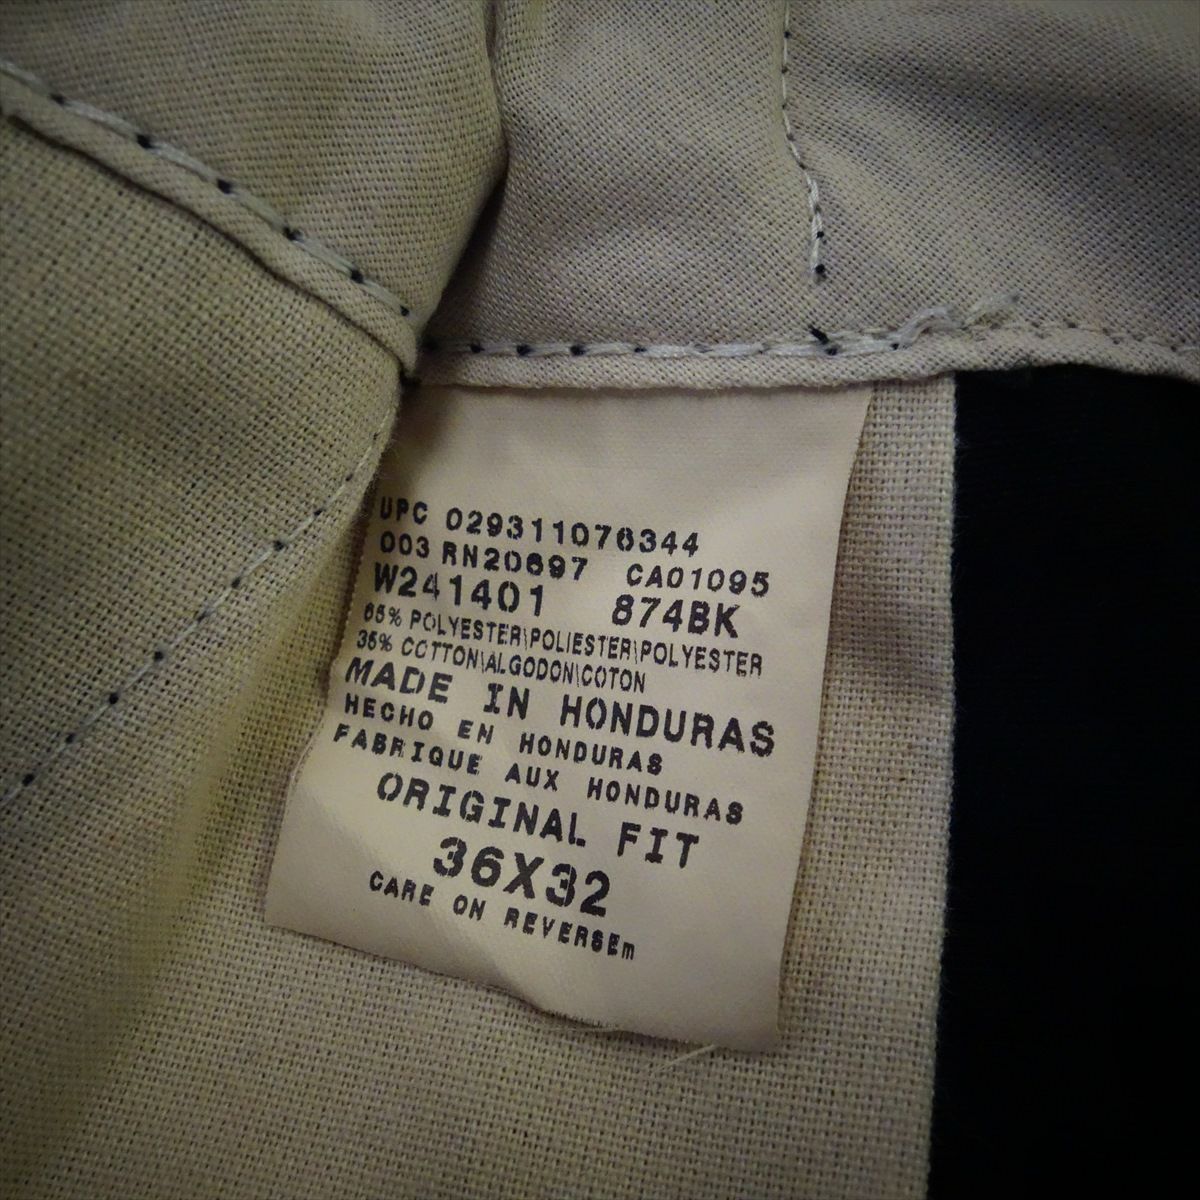 UPC 029311076344
003 RN20697 CA01095
W241401 874BK
65% POLYESTER\POLIESTER\POLYESTER
35% COTTON\ALGODON\COTON
MADE IN HONDURAS
HECHO EN HONDURAS
FABRIQUE AUX HONDURAS
ORIGINAL FIT
36X32
CARE ON REVERSEm